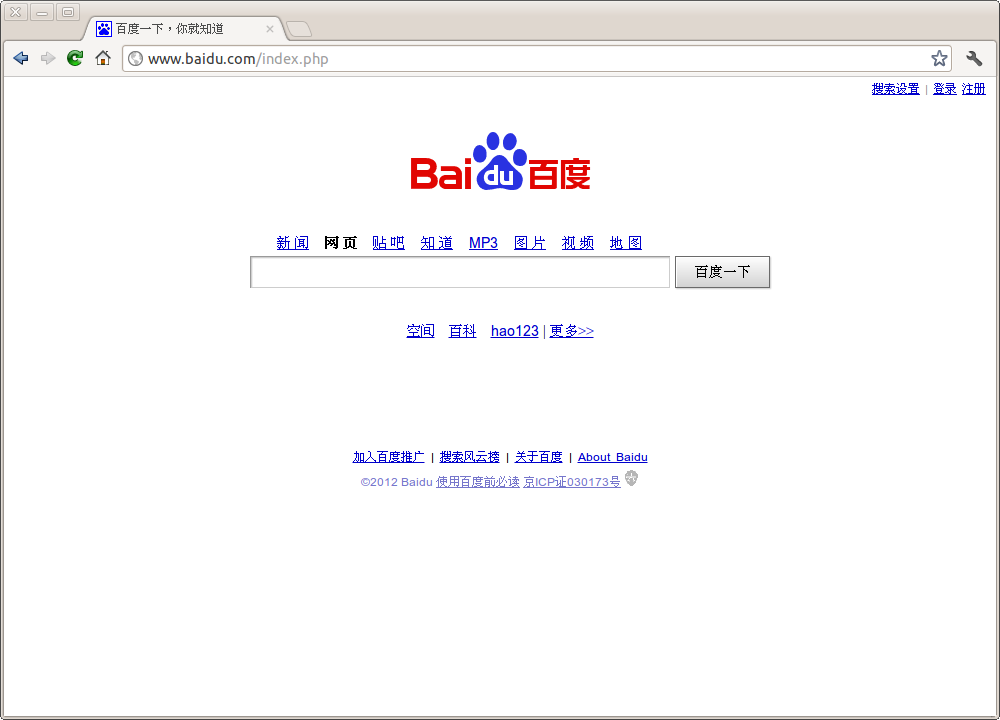 百度一下，你就知道
www.baidu.com/index.php
搜索设置 | 登录 注册
Bai du 百度
新闻 网页 贴吧 知道 MP3 图片 视频 地图
百度一下
空间 百科 hao123 | 更多>>
加入百度推广 | 搜索风云榜 | 关于百度 | About Baidu
©2012 Baidu 使用百度前必读 京ICP证030173号